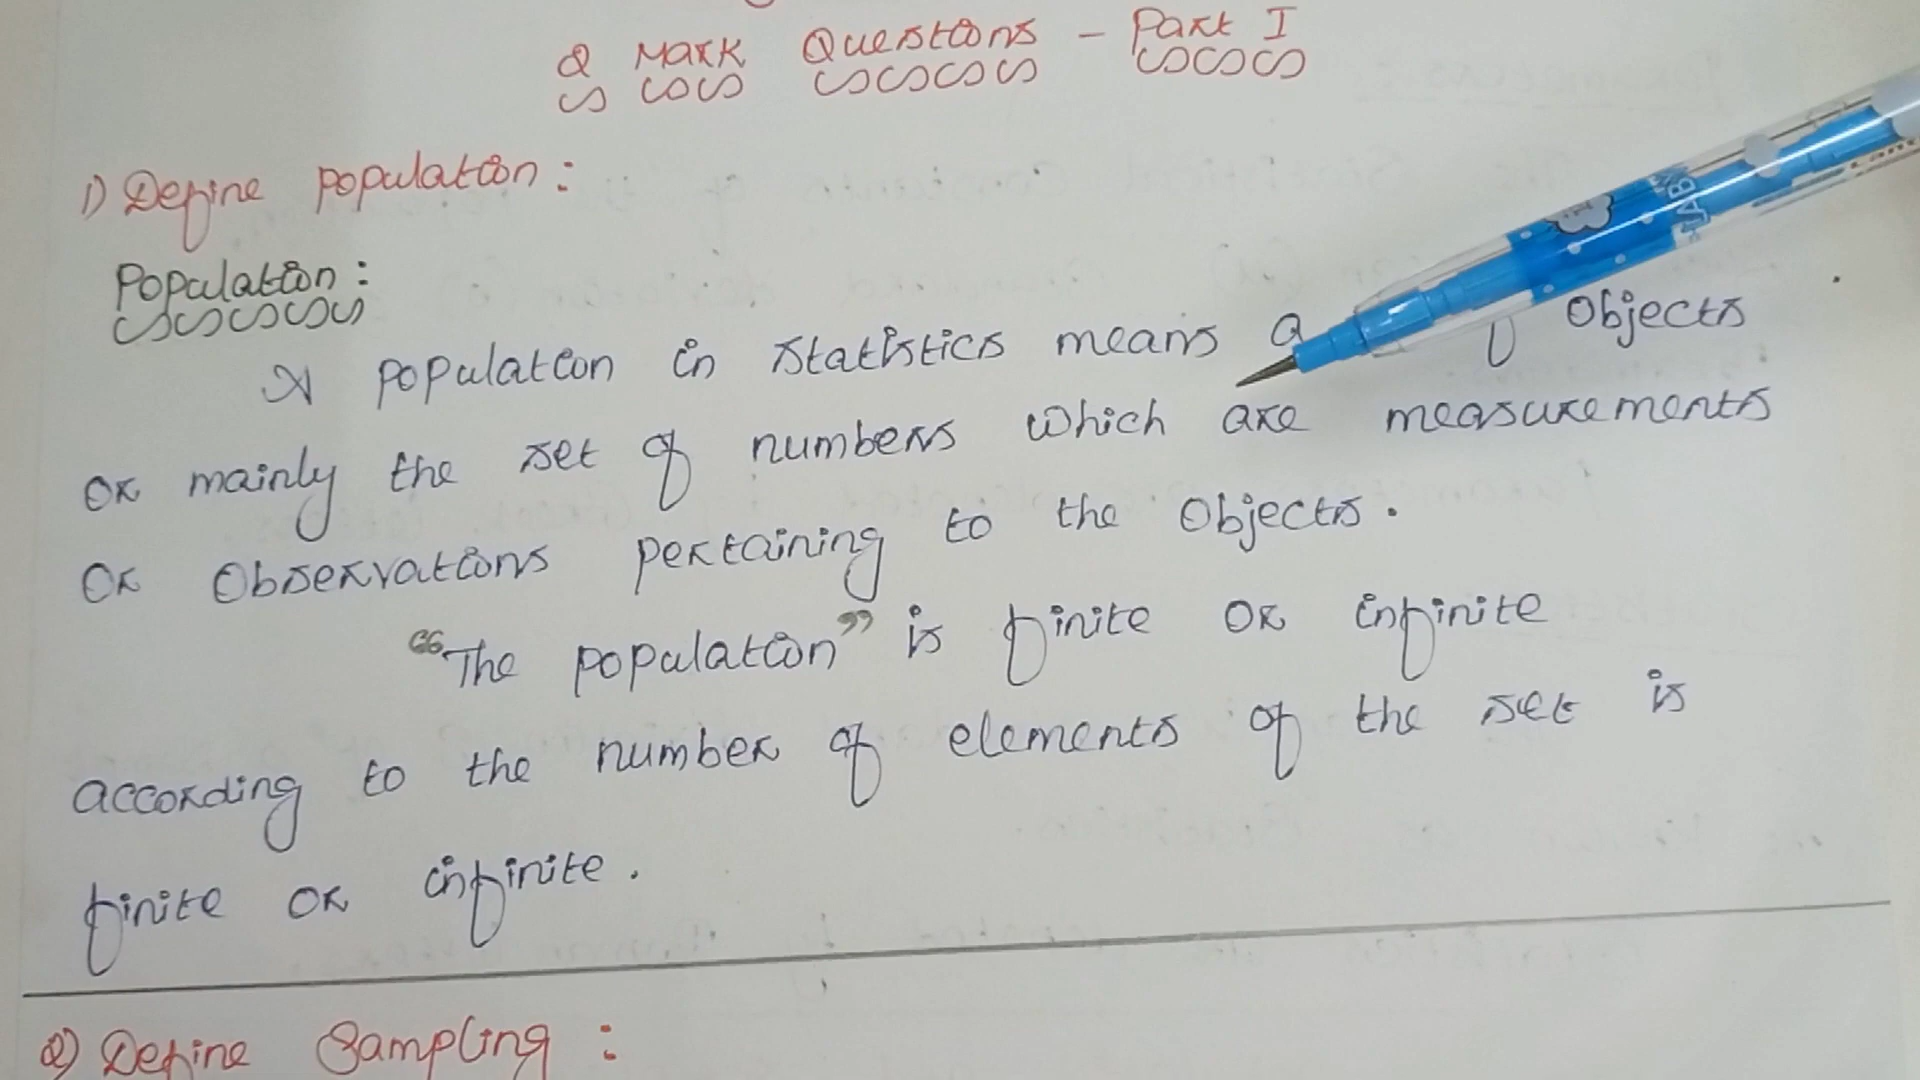 2 Mark Questions - Part I
1) Define population:
Population:
A population in statistics means a objects
or mainly the set of numbers which are measurements
or observations pertaining to the objects.
"The population" is finite or infinite
according to the number of elements of the set is
finite or infinite.
2) Define Sampling: